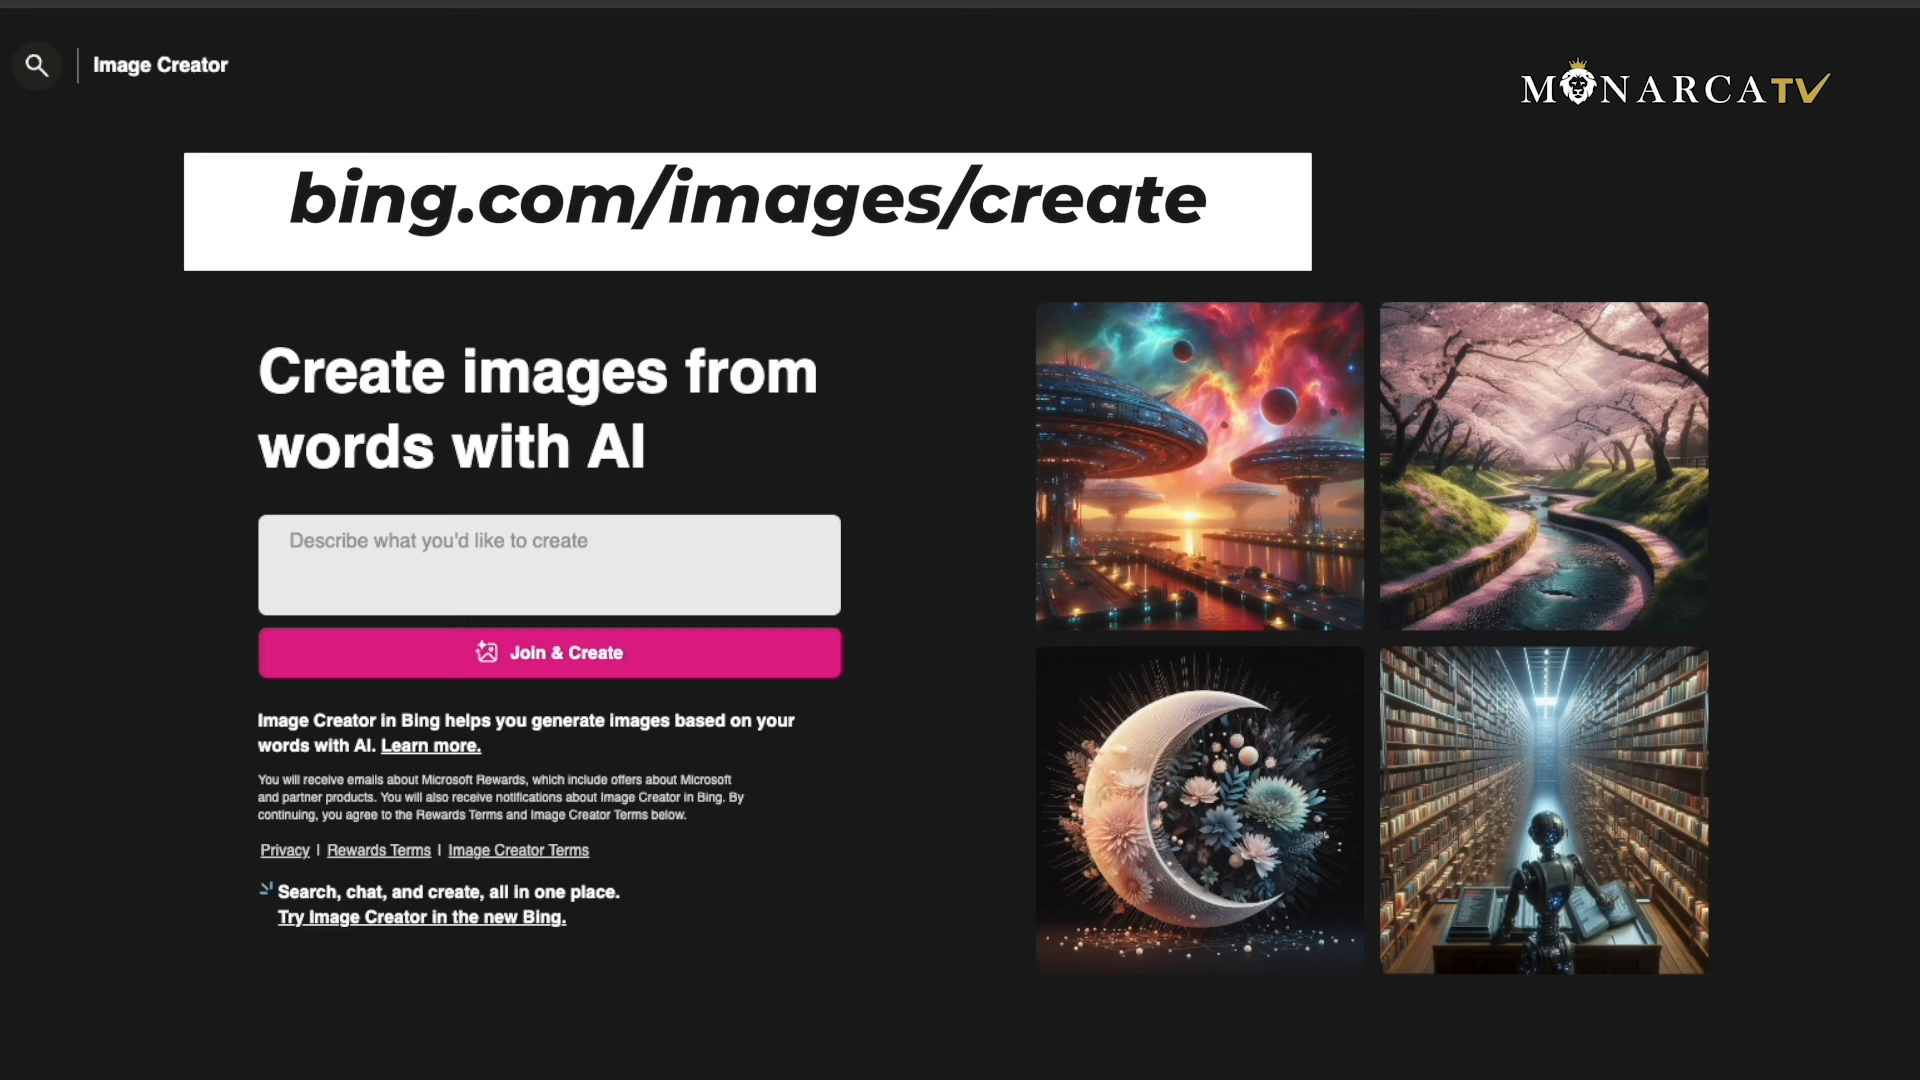 Image Creator
MONARCATV
bing.com/images/create
Create images from
words with AI
Describe what you'd like to create
Join & Create
Image Creator in Bing helps you generate images based on your
words with AI. Learn more.
You will receive emails about Microsoft Rewards, which include offers about Microsoft
and partner products. You will also receive notifications about Image Creator in Bing. By
continuing, you agree to the Rewards Terms and Image Creator Terms below.
Privacy | Rewards Terms | Image Creator Terms
Search, chat, and create, all in one place.
Try Image Creator in the new Bing.